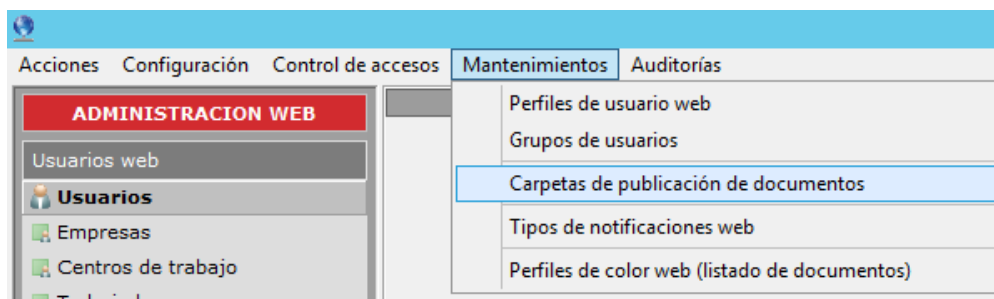 Acciones Configuración Control de accesos Mantenimientos Auditorías
ADMINISTRACION WEB
Usuarios web
Usuarios
Empresas
Centros de trabajo
Perfiles de usuario web
Grupos de usuarios
Carpetas de publicación de documentos
Tipos de notificaciones web
Perfiles de color web (listado de documentos)